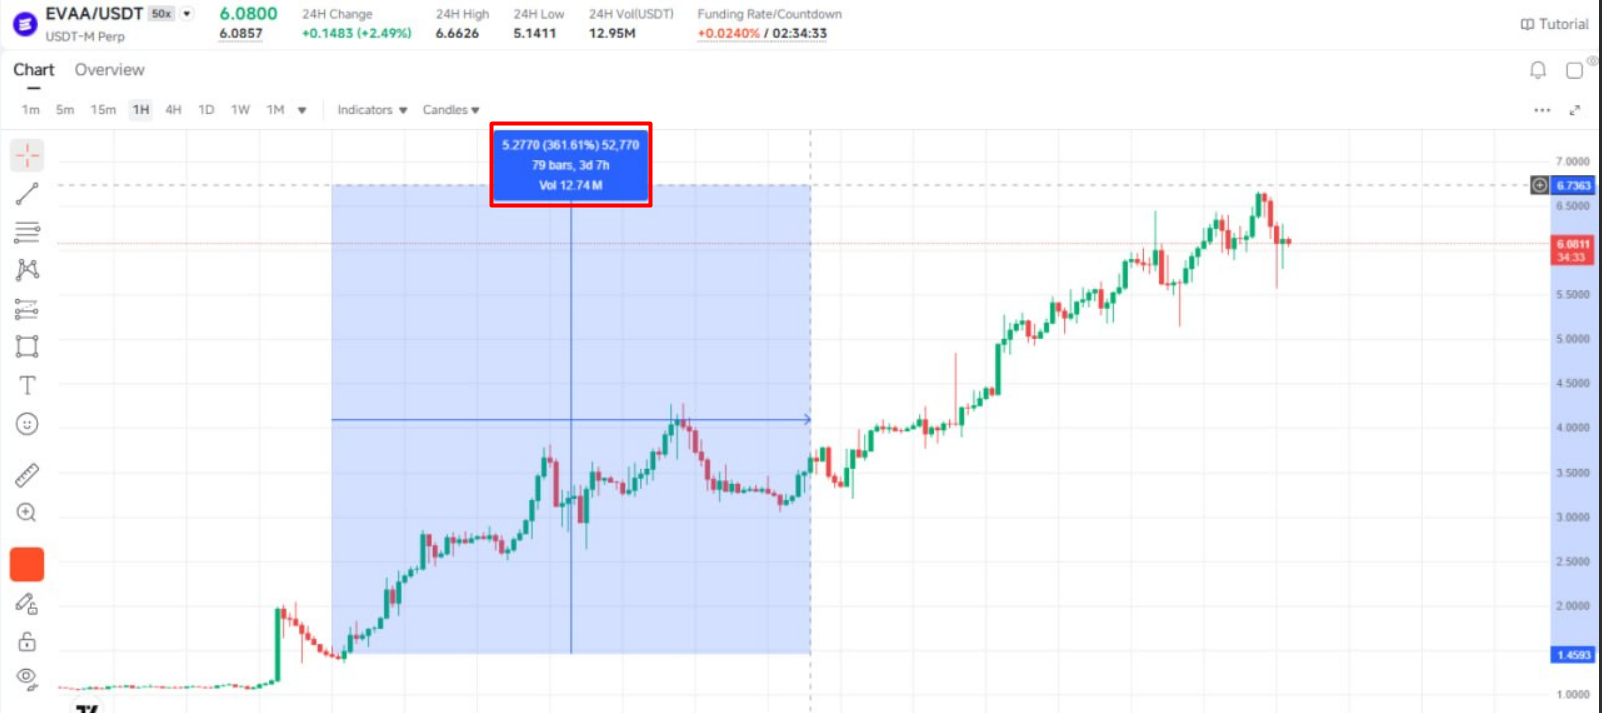 EVAA/USDT 50x
USDT-M Perp
6.0800
6.0857
24H Change
+0.1483 (+2.49%)
24H High
6.6626
24H Low
5.1411
24H Vol(USDT)
12.95M
Funding Rate/Countdown
+0.0240% / 02:34:33
Tutorial
Chart Overview
1m 5m 15m 1H 4H 1D 1W 1M Indicators Candles
5.2770 (361.61%) 52,770
79 bars, 3d 7h
Vol 12.74 M
7.0000
6.7363
6.5000
6.0811
34:33
5.5000
5.0000
4.5000
4.0000
3.5000
3.0000
2.5000
2.0000
1.4593
1.0000